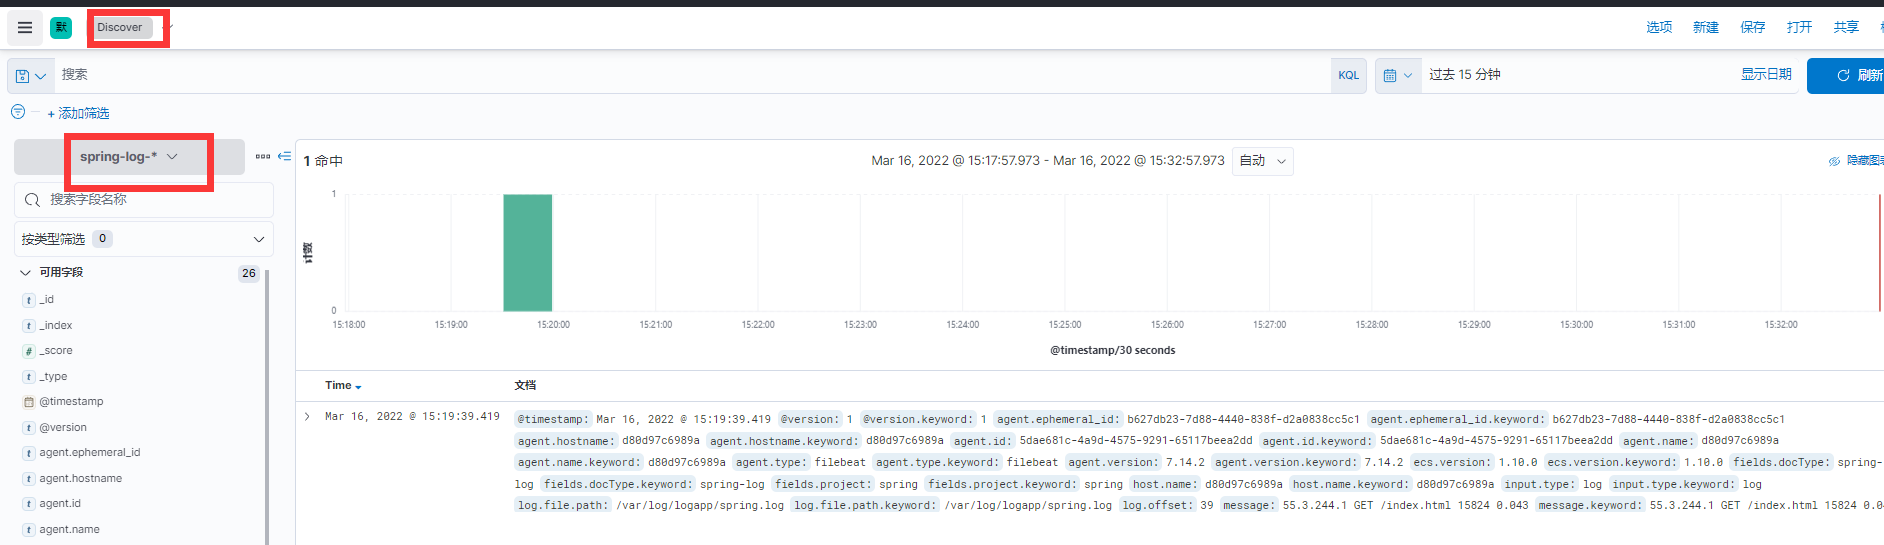 默 Discover 选项 新建 保存 打开 共享
搜索 KQL 过去 15 分钟 显示日期 刷新
+ 添加筛选
spring-log-*
1 命中 Mar 16, 2022 @ 15:17:57.973 - Mar 16, 2022 @ 15:32:57.973 自动 隐藏图表
搜索字段名称
按类型筛选 0
可用字段 26
_id
_index
_score
_type
@timestamp
@version
agent.ephemeral_id
agent.hostname
agent.id
agent.name
计数
1
0
15:18:00 15:19:00 15:20:00 15:21:00 15:22:00 15:23:00 15:24:00 15:25:00 15:26:00 15:27:00 15:28:00 15:29:00 15:30:00 15:31:00 15:32:00
@timestamp/30 seconds
Time 文档
Mar 16, 2022 @ 15:19:39.419 @timestamp: Mar 16, 2022 @ 15:19:39.419 @version: 1 @version.keyword: 1 agent.ephemeral_id: b627db23-7d88-4440-838f-d2a0838cc5c1 agent.ephemeral_id.keyword: b627db23-7d88-4440-838f-d2a0838cc5c1
agent.hostname: d80d97c6989a agent.hostname.keyword: d80d97c6989a agent.id: 5dae681c-4a9d-4575-9291-65117beea2dd agent.id.keyword: 5dae681c-4a9d-4575-9291-65117beea2dd agent.name: d80d97c6989a
agent.name.keyword: d80d97c6989a agent.type: filebeat agent.type.keyword: filebeat agent.version: 7.14.2 agent.version.keyword: 7.14.2 ecs.version: 1.10.0 ecs.version.keyword: 1.10.0 fields.docType: spring-
log fields.docType.keyword: spring-log fields.project: spring fields.project.keyword: spring host.name: d80d97c6989a host.name.keyword: d80d97c6989a input.type: log input.type.keyword: log
log.file.path: /var/log/logapp/spring.log log.file.path.keyword: /var/log/logapp/spring.log log.offset: 39 message: 55.3.244.1 GET /index.html 15824 0.043 message.keyword: 55.3.244.1 GET /index.html 15824